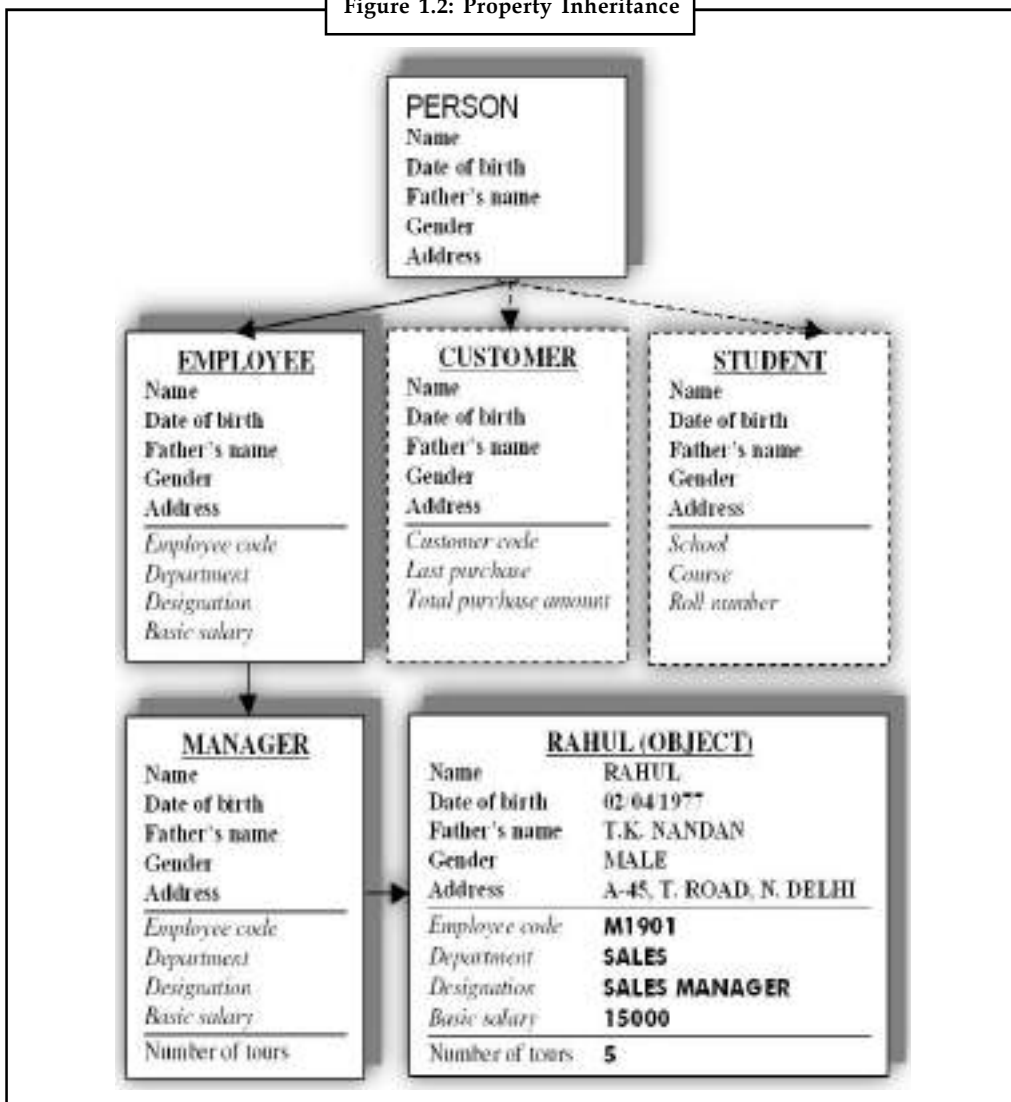 Figure 1.2: Property Inheritance
PERSON
Name
Date of birth
Father's name
Gender
Address
EMPLOYEE
Name
Date of birth
Father's name
Gender
Address
Employee code
Department
Designation
Basic salary
CUSTOMER
Name
Date of birth
Father's name
Gender
Address
Customer code
Last purchase
Total purchase amount
STUDENT
Name
Date of birth
Father's name
Gender
Address
School
Course
Roll number
MANAGER
Name
Date of birth
Father's name
Gender
Address
Employee code
Department
Designation
Basic salary
Number of tours
RAHUL (OBJECT)
Name RAHUL
Date of birth 02/04/1977
Father's name T.K. NANDAN
Gender MALE
Address A-45, T. ROAD, N. DELHI
Employee code M1901
Department SALES
Designation SALES MANAGER
Basic salary 15000
Number of tours 5